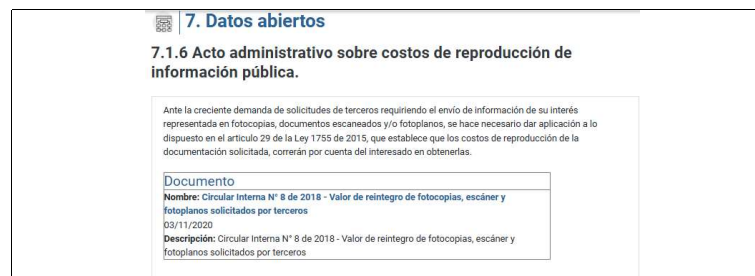 7. Datos abiertos
7.1.6 Acto administrativo sobre costos de reproducción de
información pública.
Ante la creciente demanda de solicitudes de terceros requiriendo el envío de información de su interés
representada en fotocopias, documentos escaneados y/o fotoplanos, se hace necesario dar aplicación a lo
dispuesto en el articulo 29 de la Ley 1755 de 2015, que establece que los costos de reproducción de la
documentación solicitada, correrán por cuenta del interesado en obtenerlas.
Documento
Nombre: Circular Interna N° 8 de 2018 - Valor de reintegro de fotocopias, escáner y
fotoplanos solicitados por terceros
03/11/2020
Descripción: Circular Interna N° 8 de 2018 - Valor de reintegro de fotocopias, escáner y
fotoplanos solicitados por terceros